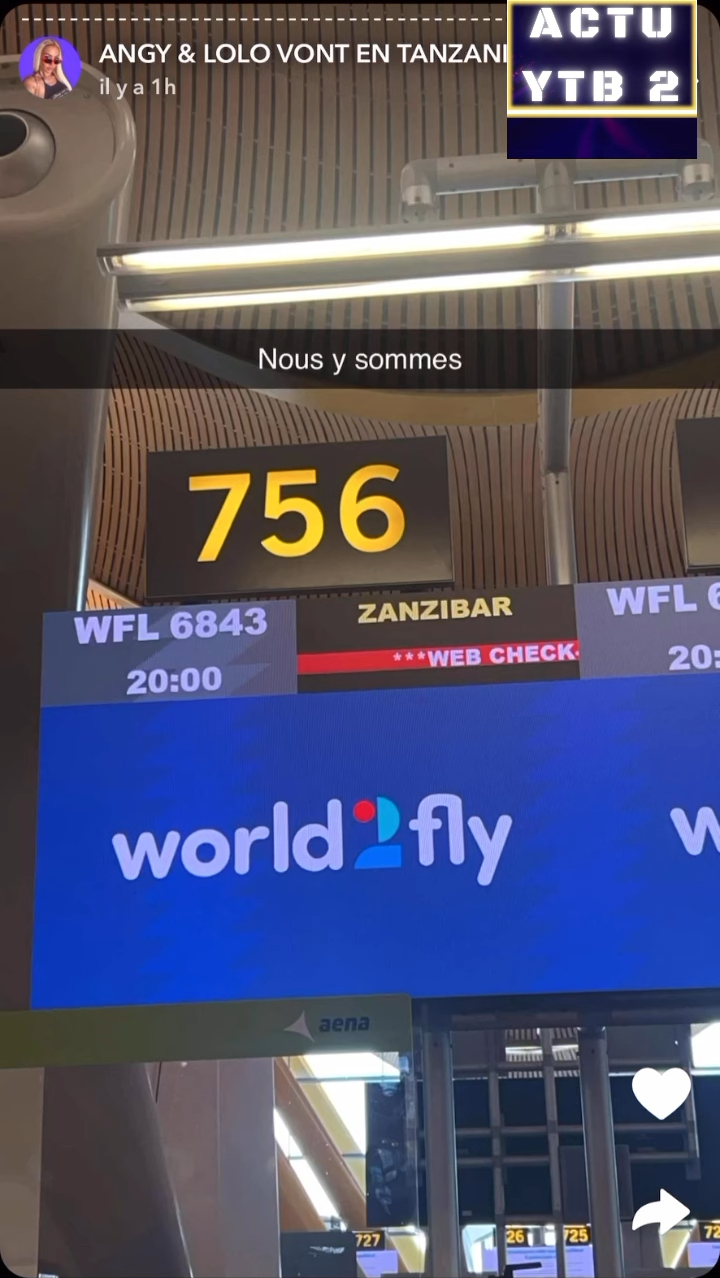 ANGY & LOLO VONT EN TANZANI
il y a 1h
ACTU
YTB 2
Nous y sommes
756
WFL 6843
20:00
ZANZIBAR
***WEB CHECK-
WFL 6
20:
world2fly
w
aena
727
26
725
72